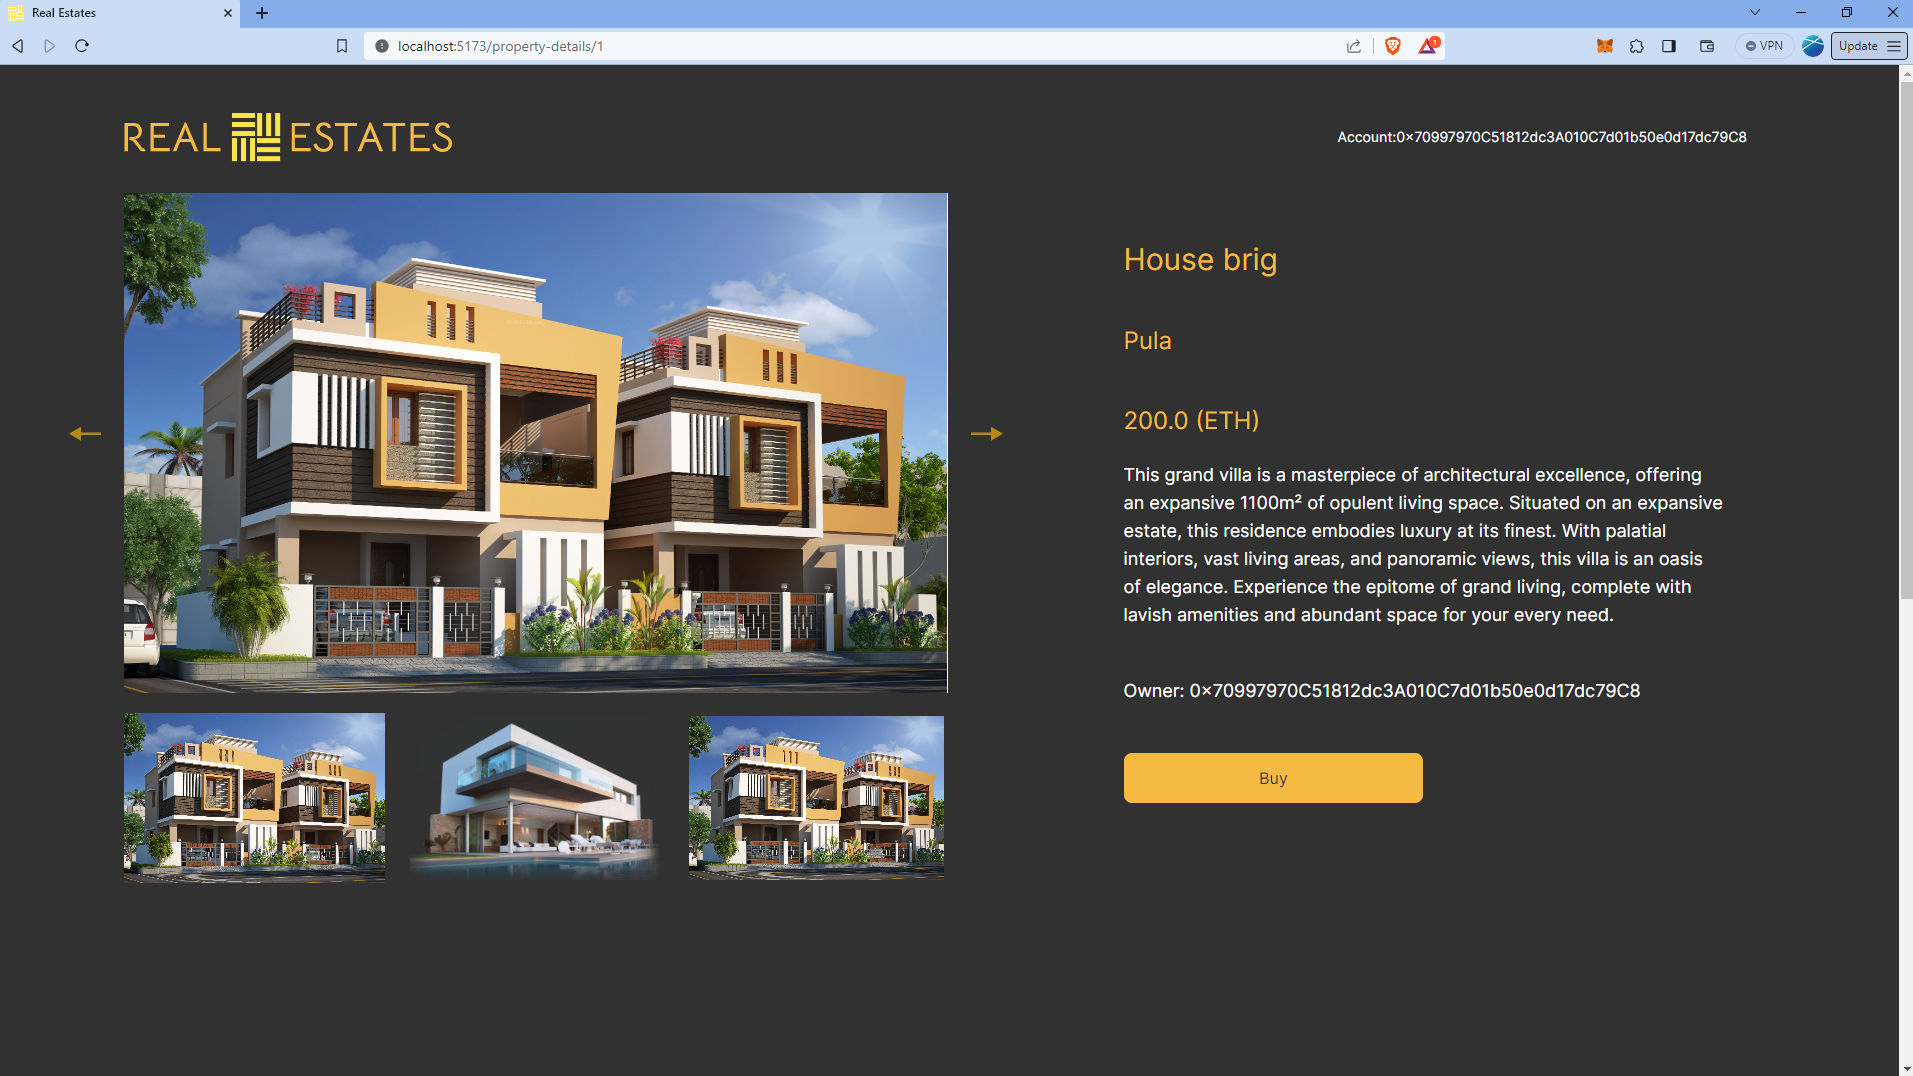 Real Estates
localhost:5173/property-details/1
1
VPN
Update
REAL ESTATES
Account:0x70997970C51812dc3A010C7d01b50e0d17dc79C8
House brig
Pula
200.0 (ETH)
This grand villa is a masterpiece of architectural excellence, offering
an expansive 1100m² of opulent living space. Situated on an expansive
estate, this residence embodies luxury at its finest. With palatial
interiors, vast living areas, and panoramic views, this villa is an oasis
of elegance. Experience the epitome of grand living, complete with
lavish amenities and abundant space for your every need.
Owner: 0x70997970C51812dc3A010C7d01b50e0d17dc79C8
Buy